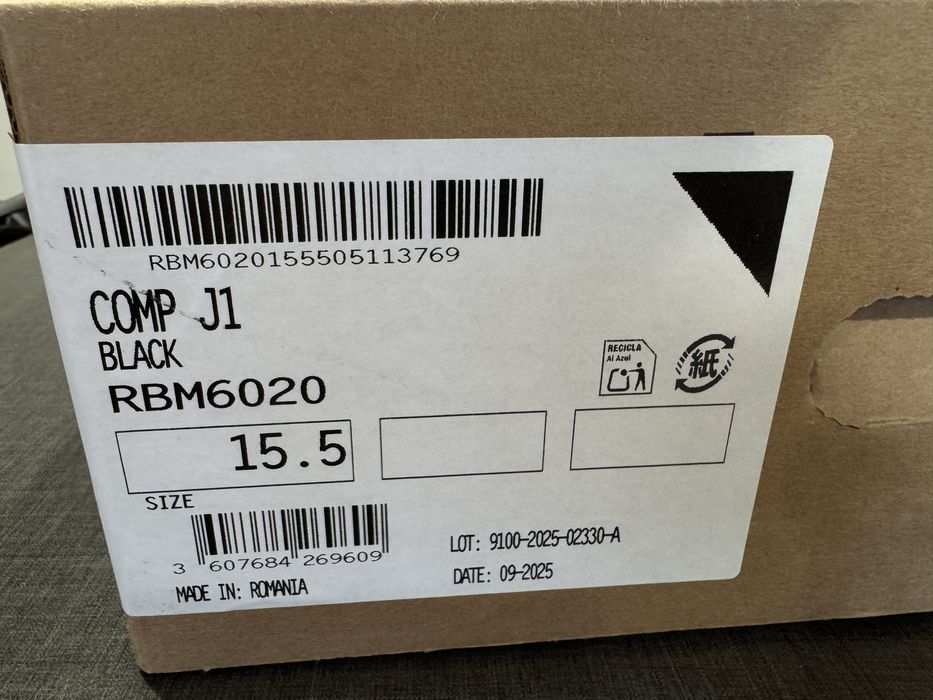 RBM6020155505113769
COMP J1
BLACK
RBM6020
RECICLA
Al Azul
紙
15.5
SIZE
3 607684 269609
MADE IN: ROMANIA
LOT: 9100-2025-02330-A
DATE: 09-2025